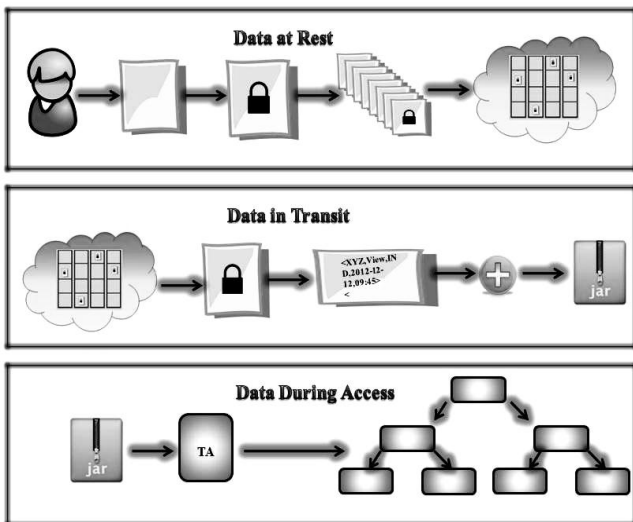 Data at Rest
Data in Transit
<XYZ,View,IN
D,2012-12-
12,09:45>
<
jar
Data During Access
jar
TA